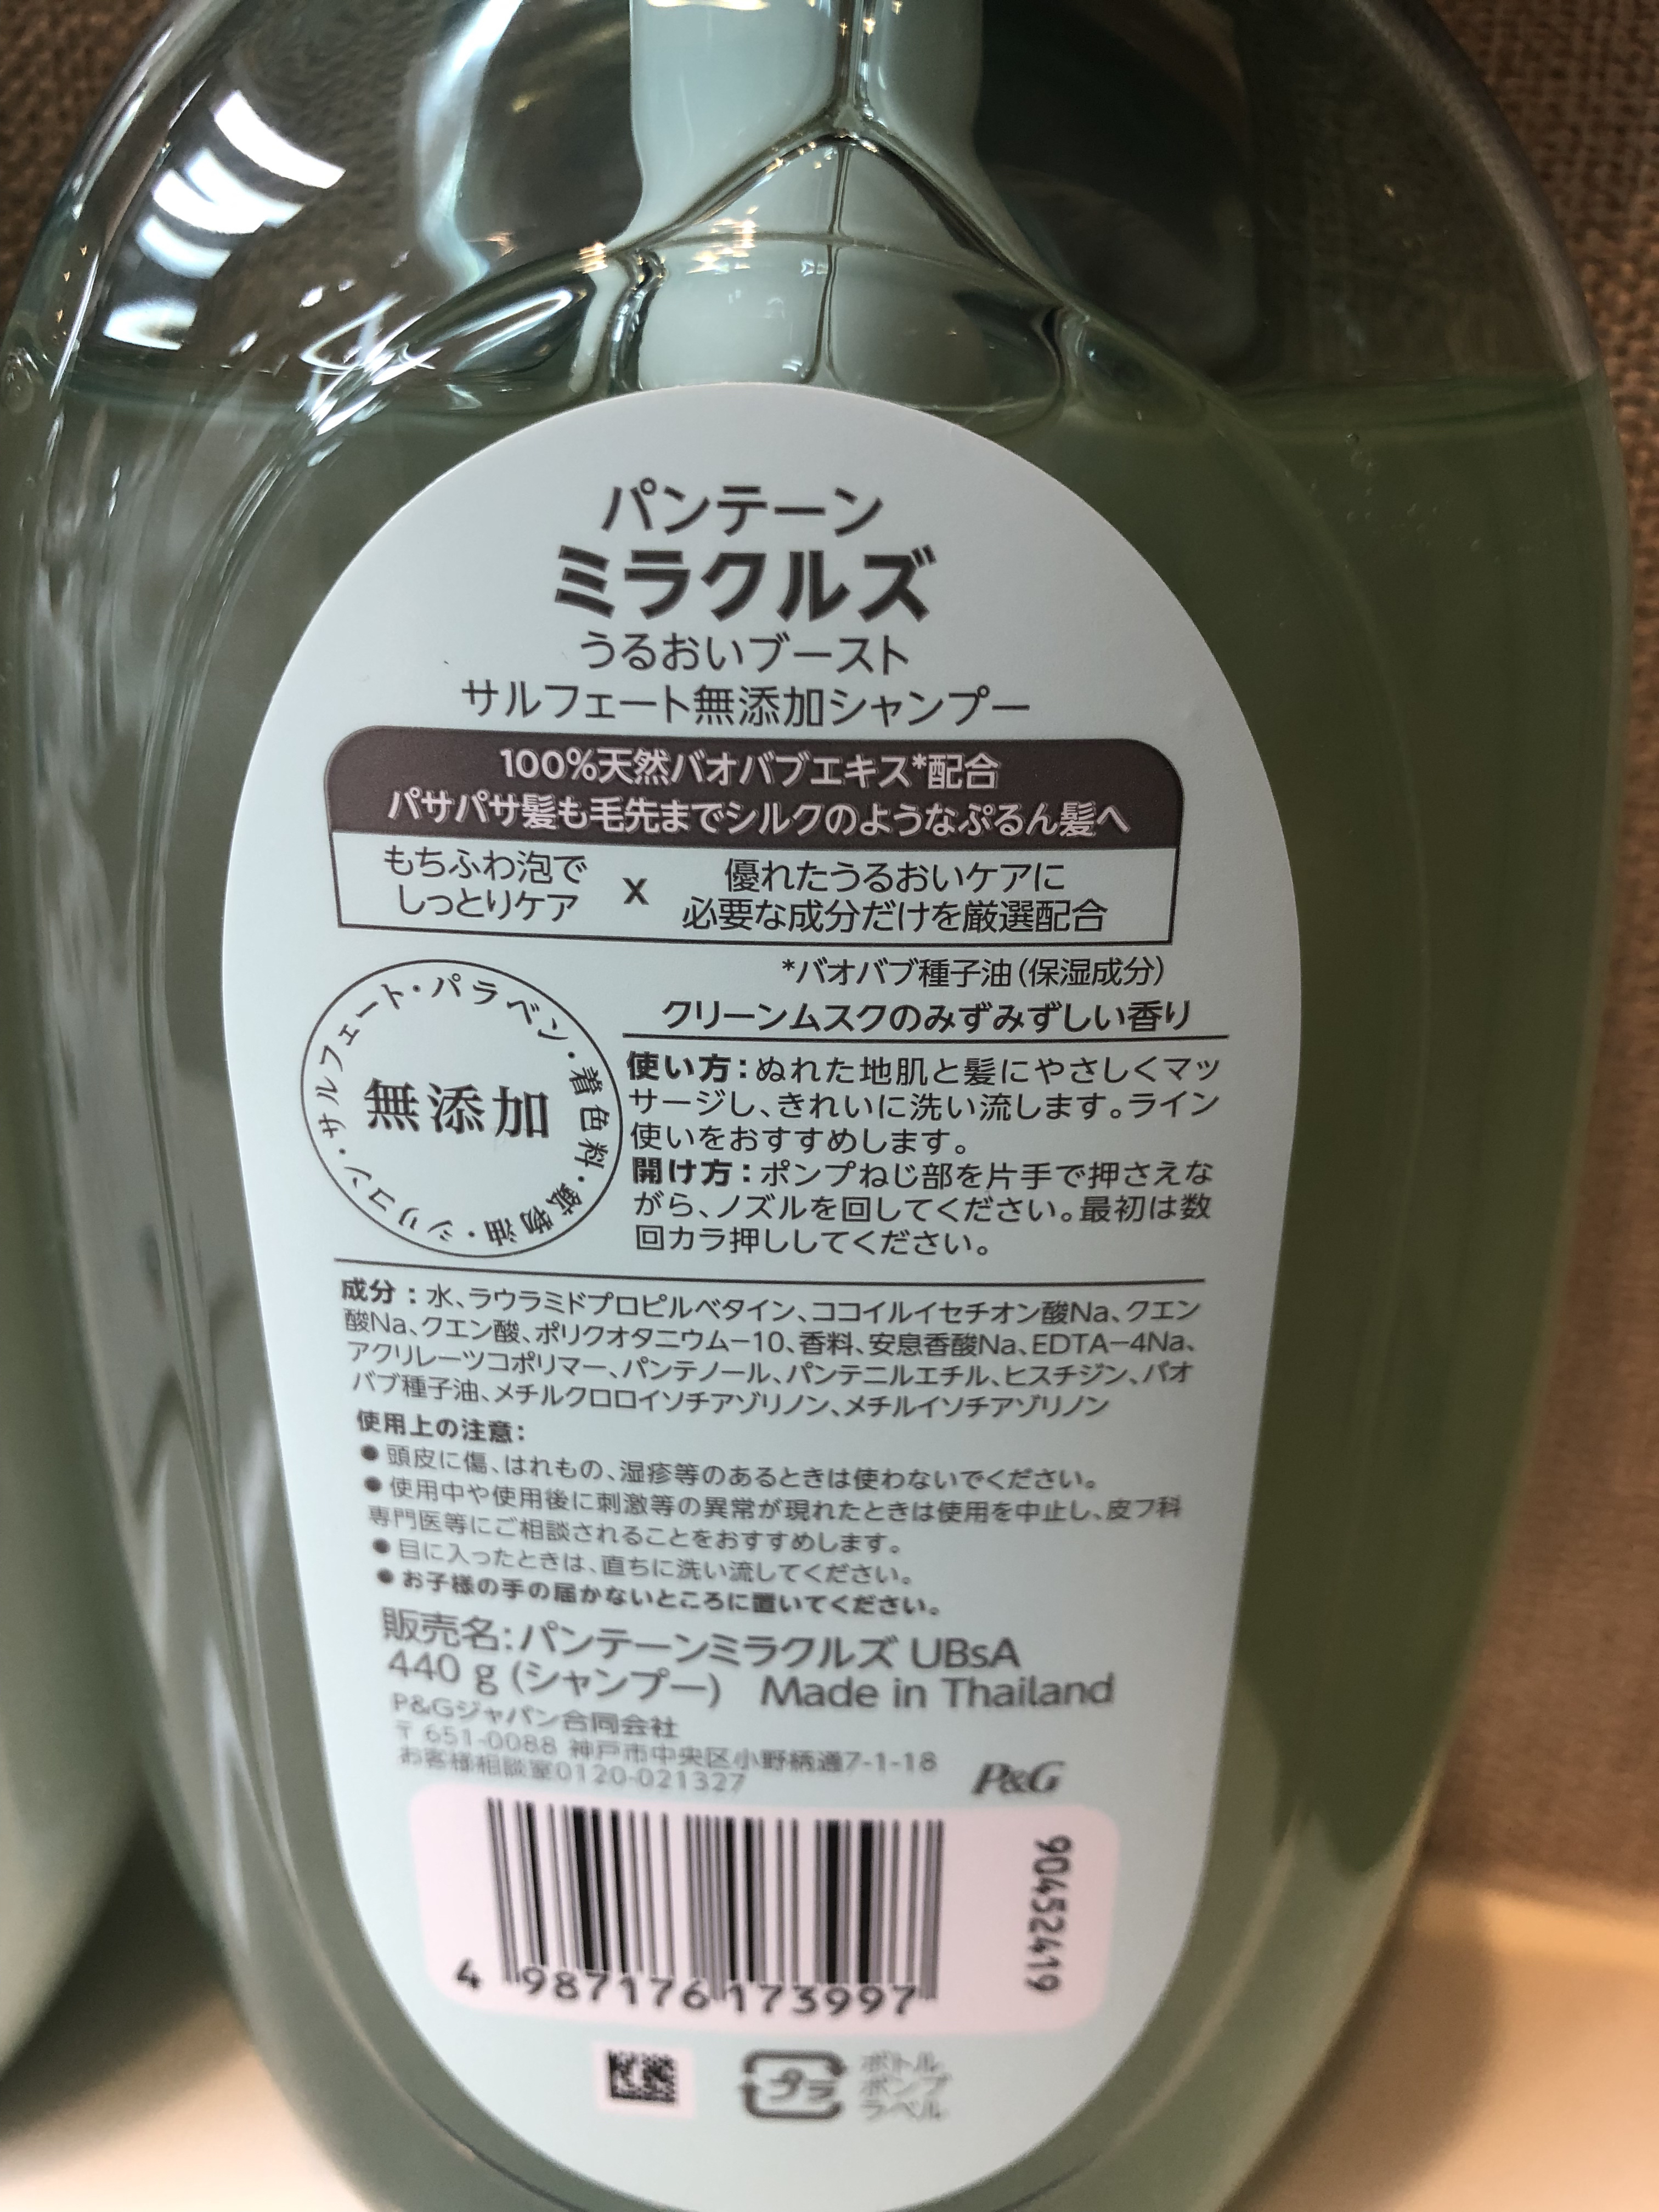 パンテーン
ミラクルズ
うるおいブースト
サルフェート無添加シャンプー
100%天然バオバブエキス*配合
パサパサ髪も毛先までシルクのようなぷるん髪へ
もちふわ泡で
しっとりケア
x
優れたうるおいケアに
必要な成分だけを厳選配合
*バオバブ種子油(保湿成分)
クリーンムスクのみずみずしい香り
サルフェート・パラベン・着色料・鉱物油・シリコン・
無添加
使い方:ぬれた地肌と髪にやさしくマッ
サージし、きれいに洗い流します。ライン
使いをおすすめします。
開け方:ポンプねじ部を片手で押さえな
がら、ノズルを回してください。最初は数
回カラ押ししてください。
成分:水、ラウラミドプロピルベタイン、ココイルイセチオン酸Na、クエン
酸Na、クエン酸、ポリクオタニウム-10、香料、安息香酸Na、EDTA-4Na、
アクリレーツコポリマー、パンテノール、パンテニルエチル、ヒスチジン、バオ
バブ種子油、メチルクロロイソチアゾリノン、メチルイソチアゾリノン
使用上の注意:
● 頭皮に傷、はれもの、湿疹等のあるときは使わないでください。
● 使用中や使用後に刺激等の異常が現れたときは使用を中止し、皮フ科
専門医等にご相談されることをおすすめします。
● 目に入ったときは、直ちに洗い流してください。
● お子様の手の届かないところに置いてください。
販売名:パンテーンミラクルズ UBsA
440 g (シャンプー) Made in Thailand
P&Gジャパン合同会社
〒 651-0088 神戸市中央区小野柄通7-1-18
お客様相談室0120-021327
P&G
90452419
4 987176 173997
プラ
ボトル
ポンプ
ラベル